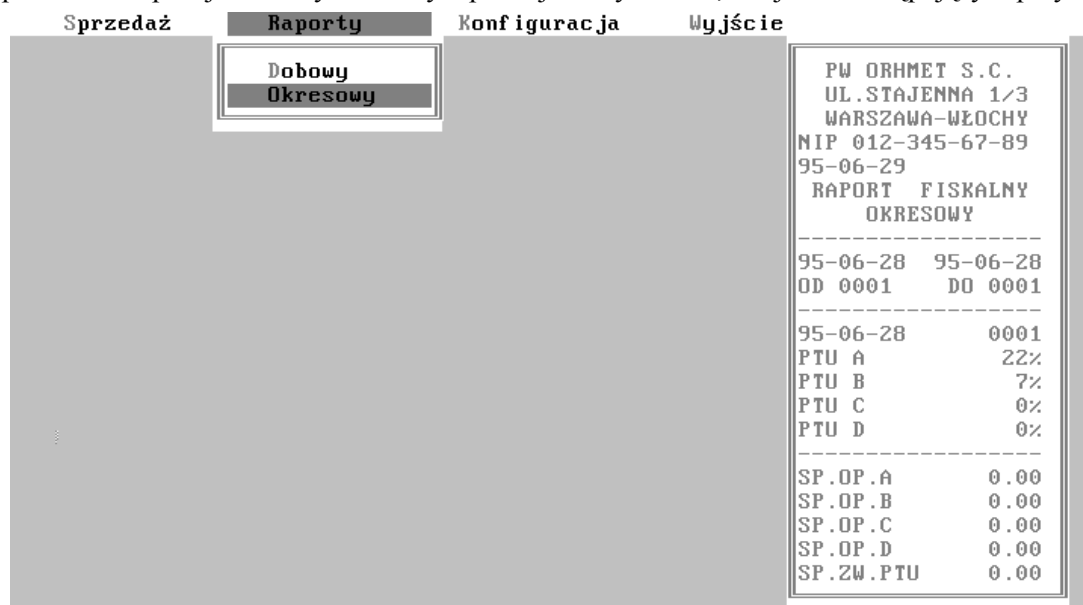 Sprzedaż Raporty Konfiguracja Wyjście
Dobowy
Okresowy
PW ORHMET S.C.
UL.STAJENNA 1/3
WARSZAWA-WŁOCHY
NIP 012-345-67-89
95-06-29
RAPORT FISKALNY
OKRESOWY
-------------------
95-06-28 95-06-28
OD 0001 DO 0001
-------------------
95-06-28 0001
PTU A 22%
PTU B 7%
PTU C 0%
PTU D 0%
-------------------
SP.OP.A 0.00
SP.OP.B 0.00
SP.OP.C 0.00
SP.OP.D 0.00
SP.ZW.PTU 0.00